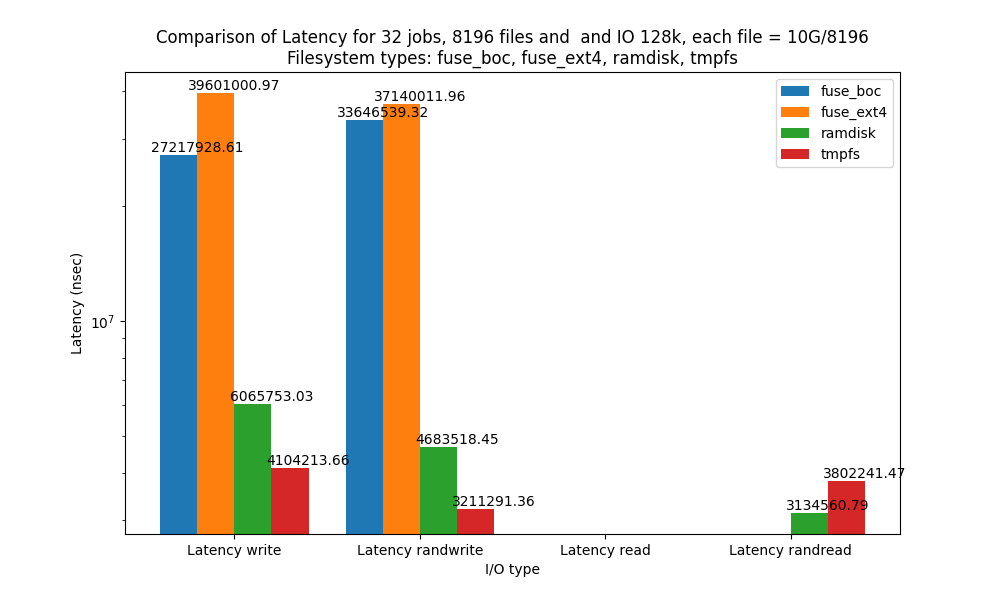 Comparison of Latency for 32 jobs, 8196 files and  and IO 128k, each file = 10G/8196
Filesystem types: fuse_boc, fuse_ext4, ramdisk, tmpfs
fuse_boc
fuse_ext4
ramdisk
tmpfs
39601000.97
37140011.96
33646539.32
27217928.61
6065753.03
4683518.45
4104213.66
3211291.36
3802241.47
3134560.79
Latency (nsec)
10⁷
Latency write
Latency randwrite
Latency read
Latency randread
I/O type